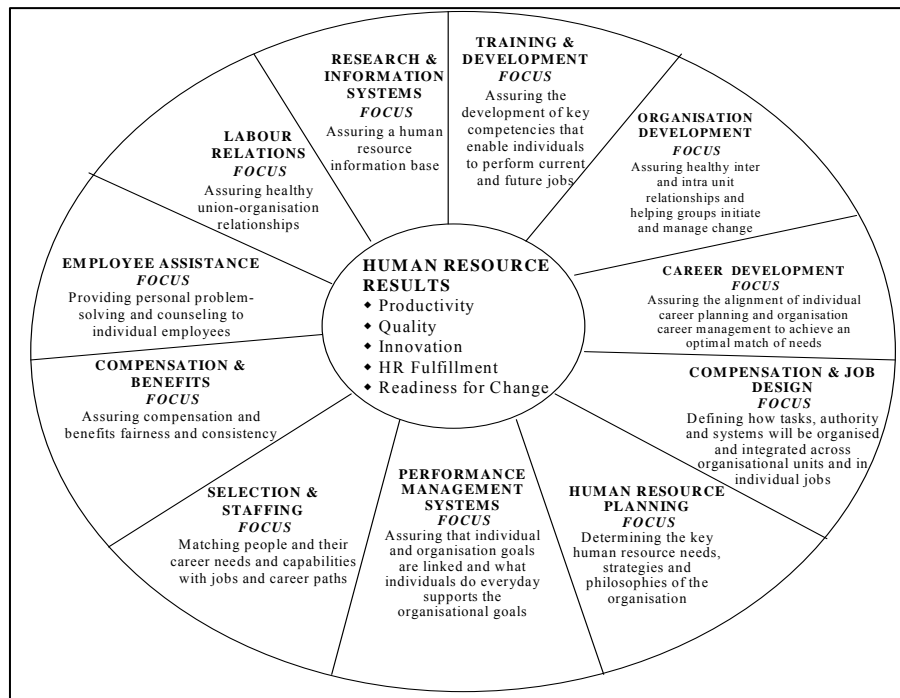 TRAINING &
DEVELOPMENT
FOCUS
Assuring the
development of key
competencies that
enable individuals
to perform current
and future jobs
ORGANISATION
DEVELOPMENT
FOCUS
Assuring healthy inter
and intra unit
relationships and
helping groups initiate
and manage change
CAREER DEVELOPMENT
FOCUS
Assuring the alignment of individual
career planning and organisation
career management to achieve an
optimal match of needs
COMPENSATION & JOB
DESIGN
FOCUS
Defining how tasks, authority
and systems will be organised
and integrated across
organisational units and in
individual jobs
HUMAN RESOURCE
PLANNING
FOCUS
Determining the key
human resource needs,
strategies and
philosophies of the
organisation
PERFORMANCE
MANAGEMENT
SYSTEMS
FOCUS
Assuring that individual
and organisation goals
are linked and what
individuals do everyday
supports the
organisational goals
SELECTION &
STAFFING
FOCUS
Matching people and their
career needs and capabilities
with jobs and career paths
COMPENSATION &
BENEFITS
FOCUS
Assuring compensation and
benefits fairness and consistency
EMPLOYEE ASSISTANCE
FOCUS
Providing personal problem-
solving and counseling to
individual employees
LABOUR
RELATIONS
FOCUS
Assuring healthy
union-organisation
relationships
RESEARCH &
INFORMATION
SYSTEMS
FOCUS
Assuring a human
resource
information base
HUMAN RESOURCE
RESULTS
◆ Productivity
◆ Quality
◆ Innovation
◆ HR Fulfillment
◆ Readiness for Change